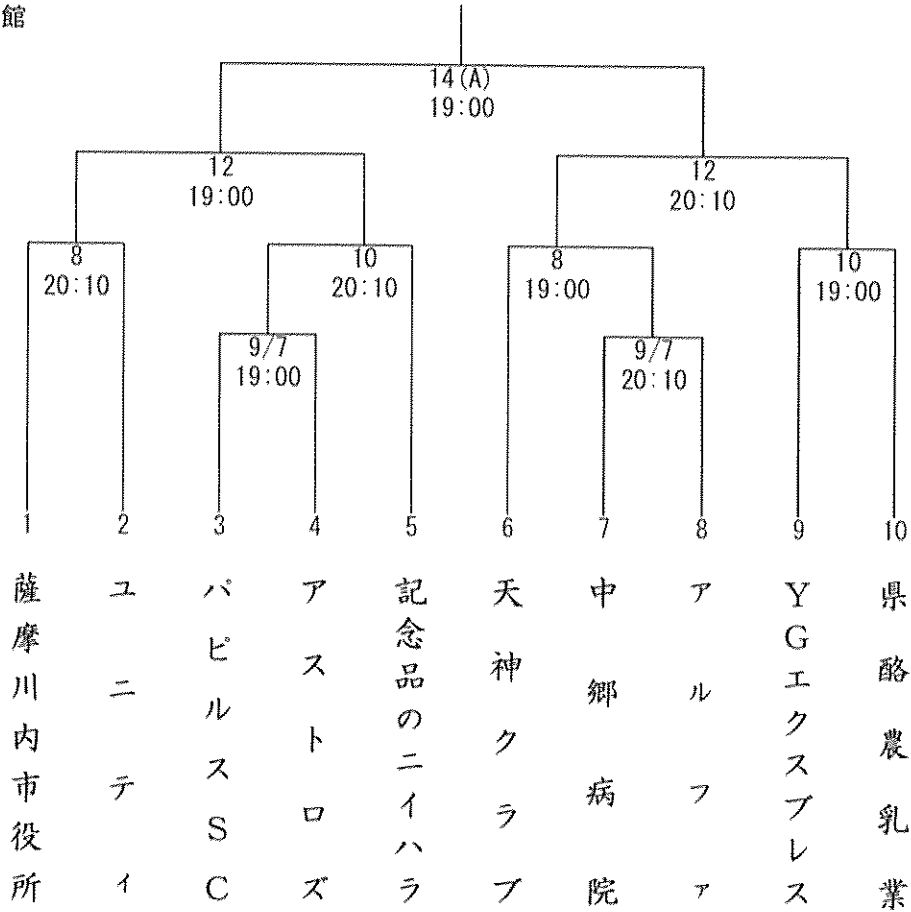 館
14(A)
19:00
12
19:00
12
20:10
8
20:10
10
20:10
8
19:00
10
19:00
9/7
19:00
9/7
20:10
1
2
3
4
5
6
7
8
9
10
薩摩川内市役所
ユニティ
パピルスSC
アストロズ
記念品のニイハラ
天神クラブ
中郷病院
アルファ
YGエクスプレス
県酪農乳業